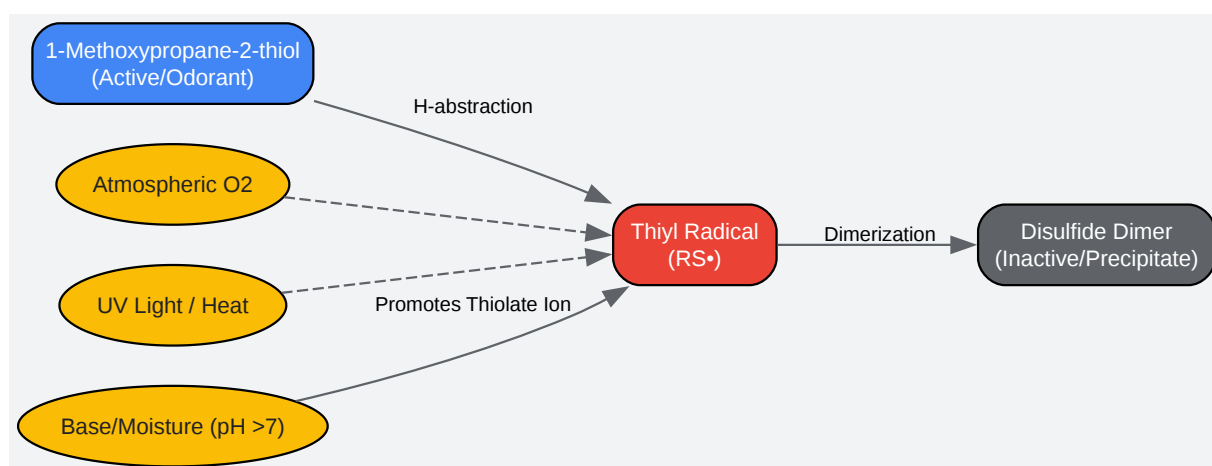 1-Methoxypropane-2-thiol
(Active/Odorant)
H-abstraction
Atmospheric O2
Thiyl Radical
(RS•)
Dimerization
Disulfide Dimer
(Inactive/Precipitate)
UV Light / Heat
Promotes Thiolate Ion
Base/Moisture (pH >7)